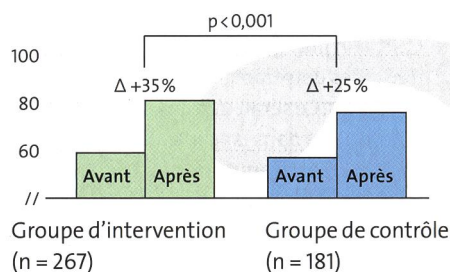 p < 0,001
100
Δ +35%
Δ +25%
80
60
Avant
Après
Avant
Après
//
Groupe d’intervention
(n = 267)
Groupe de contrôle
(n = 181)